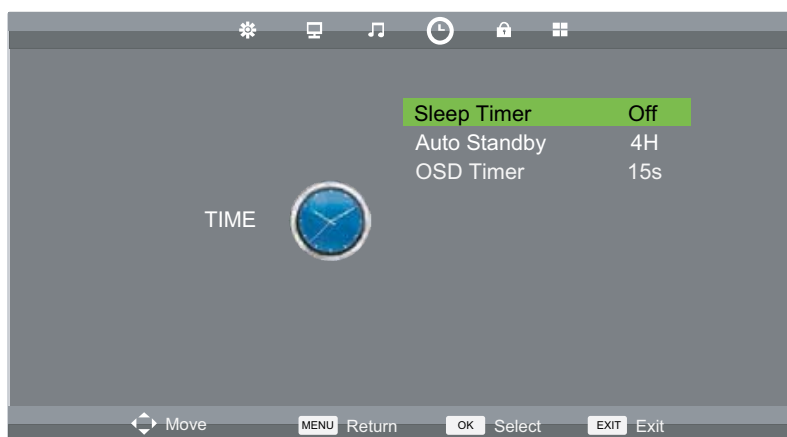 Sleep Timer Off
Auto Standby 4H
OSD Timer 15s
TIME
Move MENU Return OK Select EXIT Exit